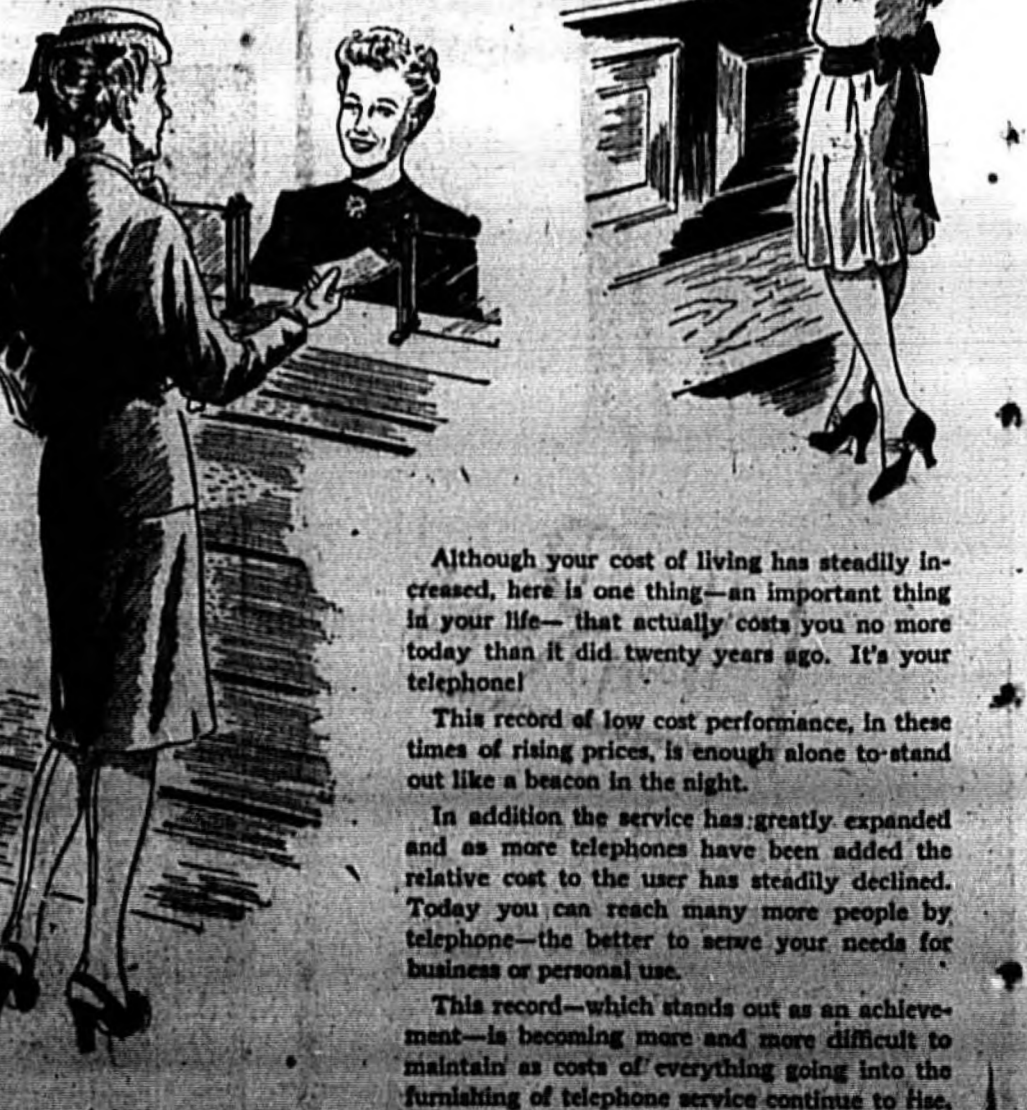 Although your cost of living has steadily in-
creased, here is one thing—an important thing
in your life— that actually costs you no more
today than it did twenty years ago. It's your
telephone!
This record of low cost performance, in these
times of rising prices, is enough alone to stand
out like a beacon in the night.
In addition the service has greatly expanded
and as more telephones have been added the
relative cost to the user has steadily declined.
Today you can reach many more people by
telephone—the better to serve your needs for
business or personal use.
This record—which stands out as an achieve-
ment—is becoming more and more difficult to
maintain as costs of everything going into the
furnishing of telephone service continue to rise.